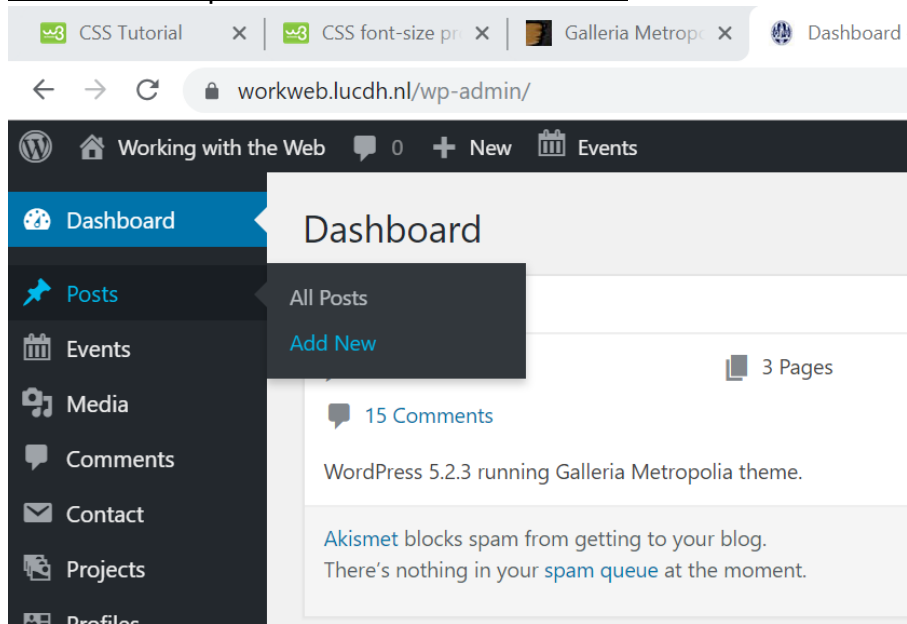 CSS Tutorial
CSS font-size pr
Galleria Metropo
Dashboard
workweb.lucdh.nl/wp-admin/
Working with the Web 0 + New Events
Dashboard
Dashboard
Posts
All Posts
Add New
Events
3 Pages
Media
15 Comments
Comments
WordPress 5.2.3 running Galleria Metropolia theme.
Contact
Akismet blocks spam from getting to your blog.
There's nothing in your spam queue at the moment.
Projects
Profiles